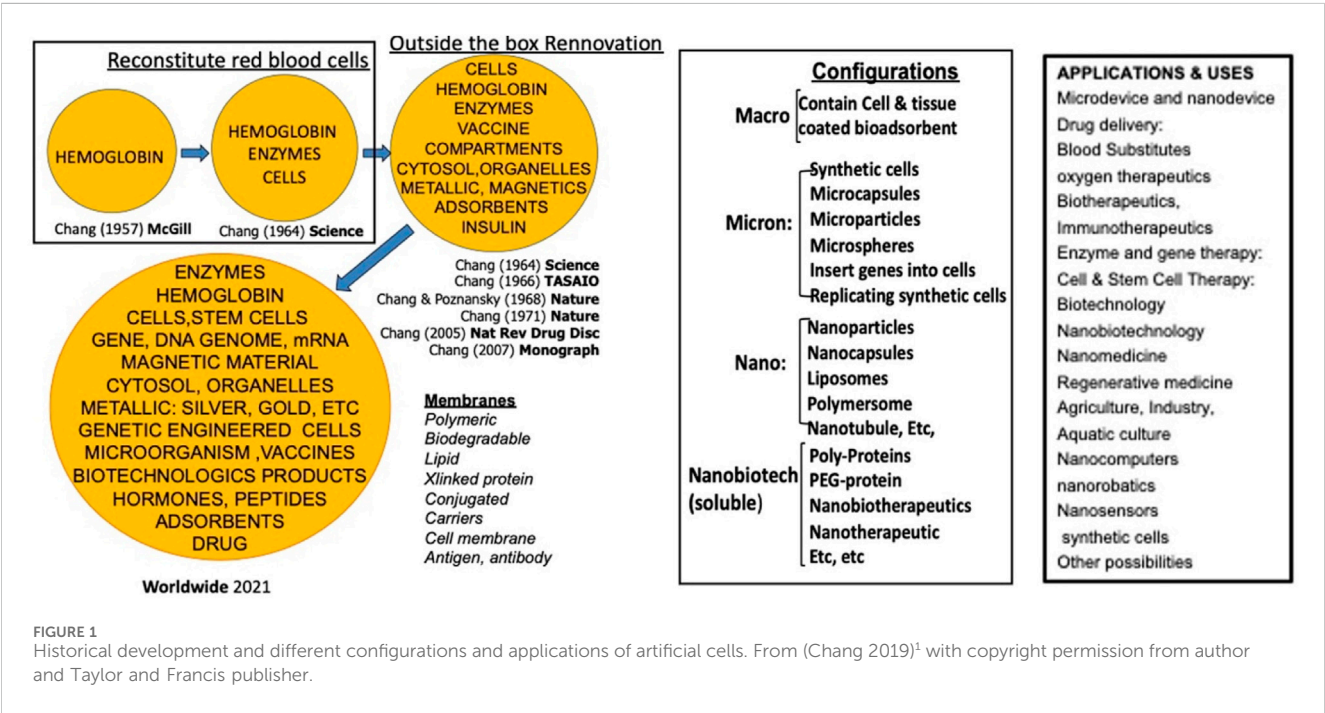 Reconstitute red blood cells
HEMOGLOBIN
HEMOGLOBIN
ENZYMES
CELLS
Chang (1957) McGill
Chang (1964) Science
Outside the box Rennovation
CELLS
HEMOGLOBIN
ENZYMES
VACCINE
COMPARTMENTS
CYTOSOL,ORGANELLES
METALLIC, MAGNETICS
ADSORBENTS
INSULIN
Chang (1964) Science
Chang (1966) TASAIO
Chang & Poznansky (1968) Nature
Chang (1971) Nature
Chang (2005) Nat Rev Drug Disc
Chang (2007) Monograph
ENZYMES
HEMOGLOBIN
CELLS,STEM CELLS
GENE, DNA GENOME, mRNA
MAGNETIC MATERIAL
CYTOSOL, ORGANELLES
METALLIC: SILVER, GOLD, ETC
GENETIC ENGINEERED CELLS
MICROORGANISM ,VACCINES
BIOTECHNOLOGICS PRODUCTS
HORMONES, PEPTIDES
ADSORBENTS
DRUG
Worldwide 2021
Membranes
Polymeric
Biodegradable
Lipid
Xlinked protein
Conjugated
Carriers
Cell membrane
Antigen, antibody
Configurations
Macro
Contain Cell & tissue
coated bioadsorbent
Micron:
Synthetic cells
Microcapsules
Microparticles
Microspheres
Insert genes into cells
Replicating synthetic cells
Nano:
Nanoparticles
Nanocapsules
Liposomes
Polymersome
Nanotubule, Etc,
Nanobiotech
(soluble)
Poly-Proteins
PEG-protein
Nanobiotherapeutics
Nanotherapeutic
Etc, etc
APPLICATIONS & USES
Microdevice and nanodevice
Drug delivery:
Blood Substitutes
oxygen therapeutics
Biotherapeutics,
Immunotherapeutics
Enzyme and gene therapy:
Cell & Stem Cell Therapy:
Biotechnology
Nanobiotechnology
Nanomedicine
Regenerative medicine
Agriculture, Industry,
Aquatic culture
Nanocomputers
nanorobatics
Nanosensors
synthetic cells
Other possibilities
FIGURE 1
Historical development and different configurations and applications of artificial cells. From (Chang 2019)¹ with copyright permission from author
and Taylor and Francis publisher.